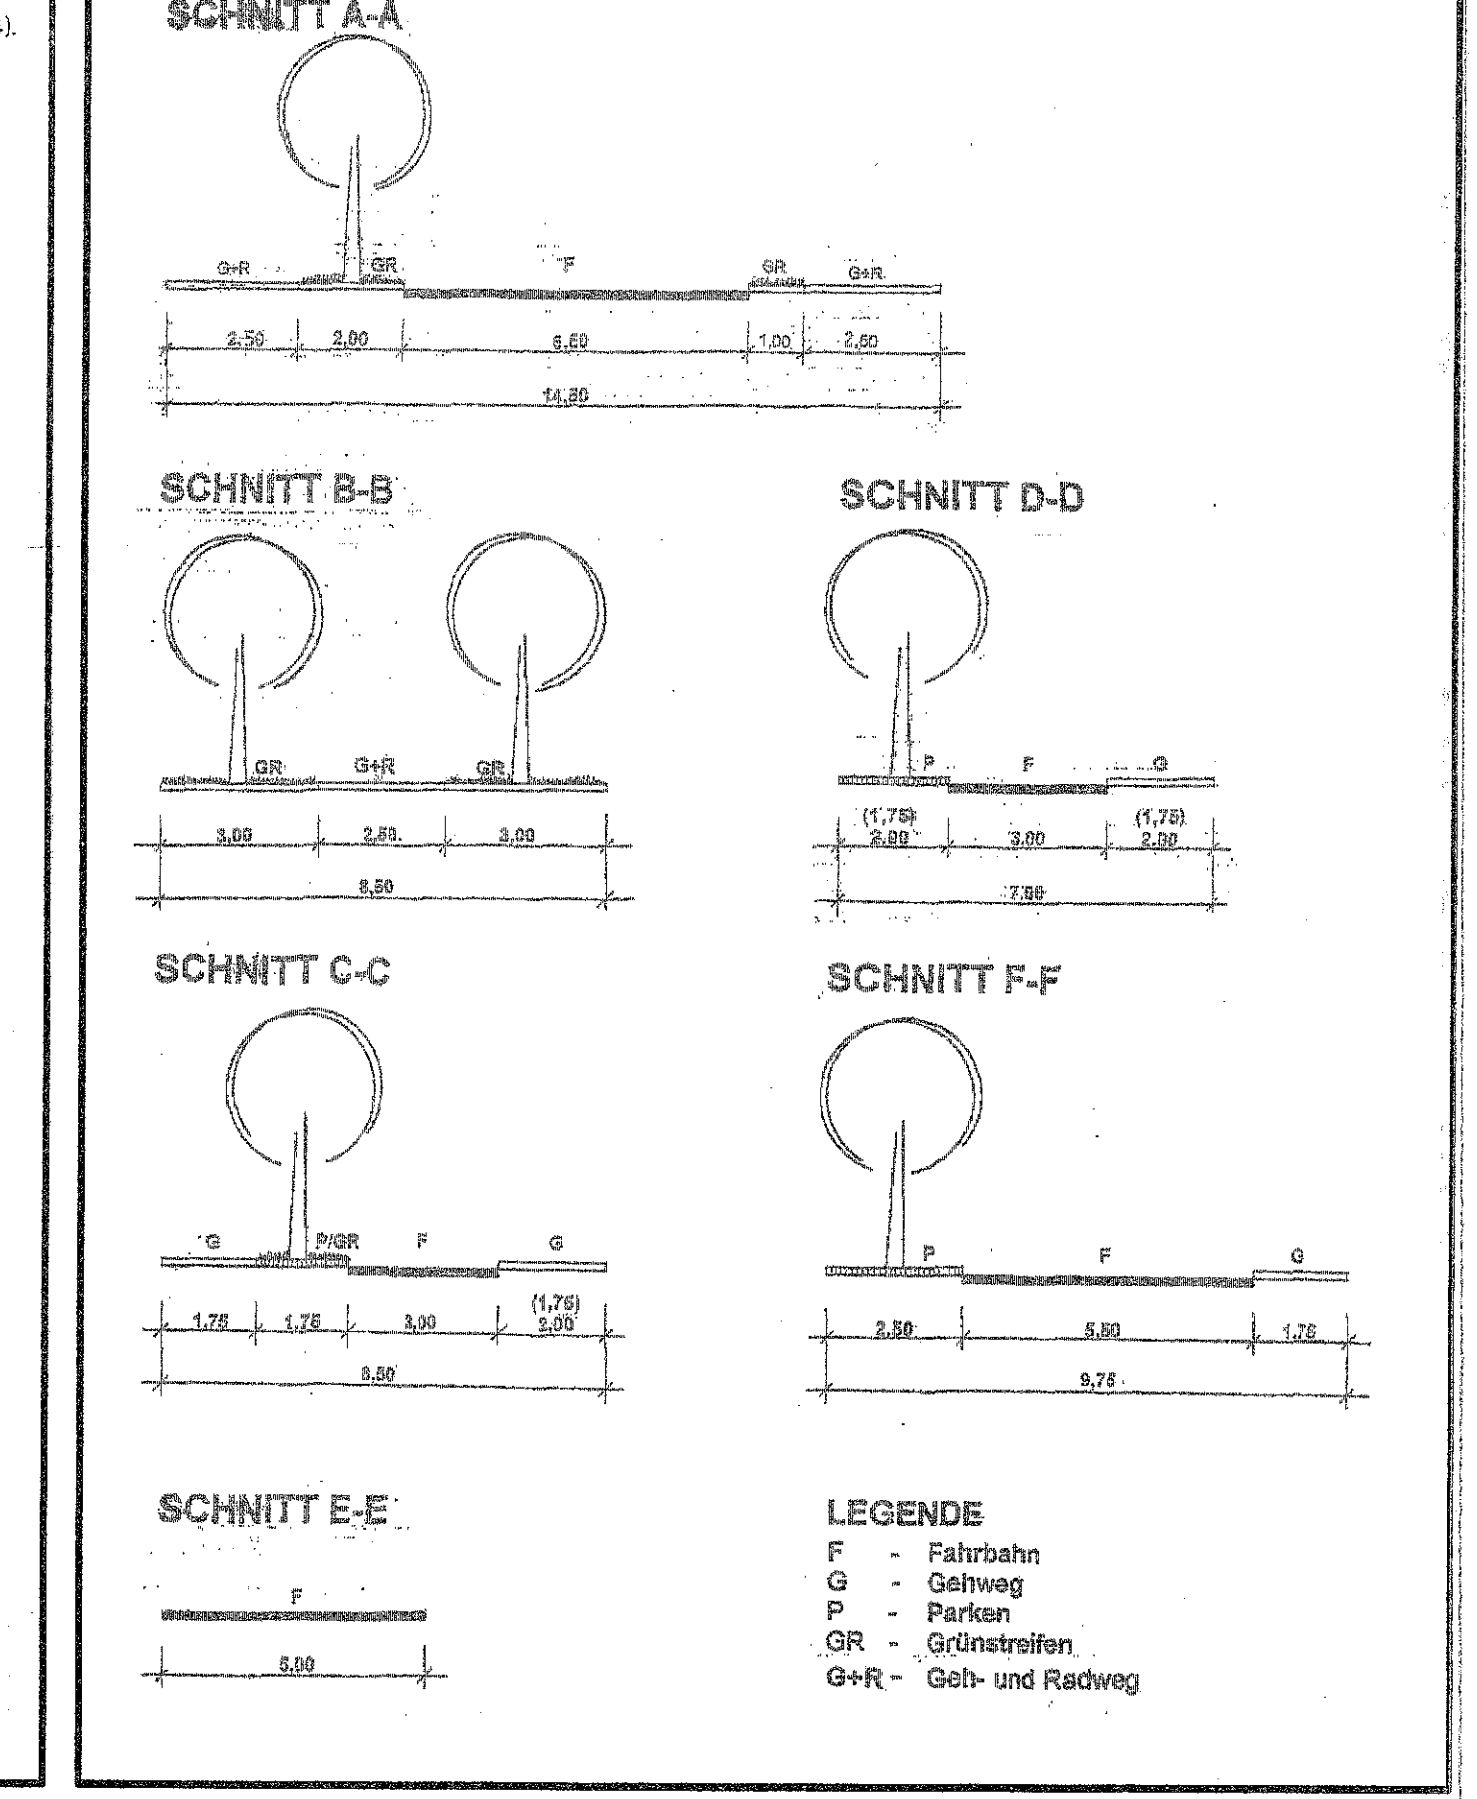 ).
SCHNITT A-A
G+R GR F GR G+R
2,50 2,00 6,50 1,00 2,50
14,50
SCHNITT B-B
GR G+R GR
3,00 2,50 3,00
8,50
SCHNITT D-D
P F G
(1,75) (1,75)
2,00 3,00 2,00
7,00
SCHNITT C-C
G P/GR F G
(1,75)
1,75 1,75 3,00 2,00
8,50
SCHNITT F-F
P F G
2,50 5,50 1,75
9,75
SCHNITT E-E
F
5,00
LEGENDE
F - Fahrbahn
G - Gehweg
P - Parken
GR - Grünstreifen
G+R - Geh- und Radweg